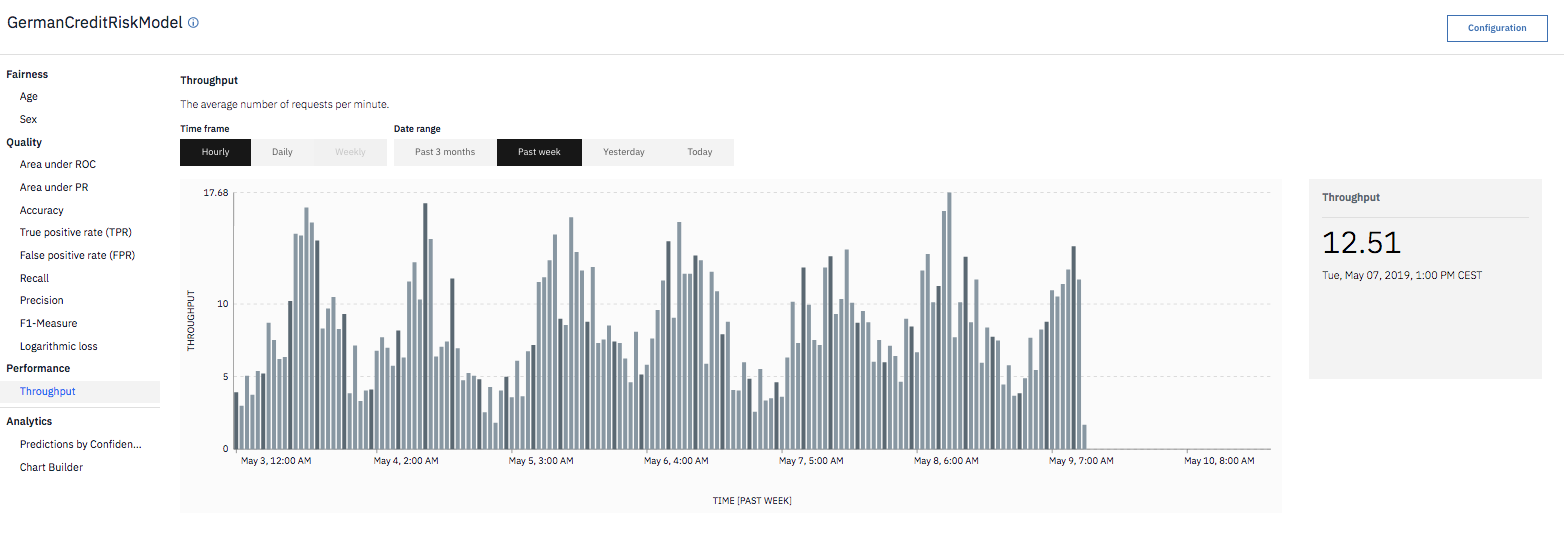 GermanCreditRiskModel
Configuration
Fairness
Age
Sex
Quality
Area under ROC
Area under PR
Accuracy
True positive rate (TPR)
False positive rate (FPR)
Recall
Precision
F1-Measure
Logarithmic loss
Performance
Throughput
Analytics
Predictions by Confiden...
Chart Builder
Throughput
The average number of requests per minute.
Time frame
Date range
Hourly Daily Weekly
Past 3 months Past week Yesterday Today
17.68
10
5
0
THROUGHPUT
May 3, 12:00 AM May 4, 2:00 AM May 5, 3:00 AM May 6, 4:00 AM May 7, 5:00 AM May 8, 6:00 AM May 9, 7:00 AM May 10, 8:00 AM
TIME [PAST WEEK]
Throughput
12.51
Tue, May 07, 2019, 1:00 PM CEST